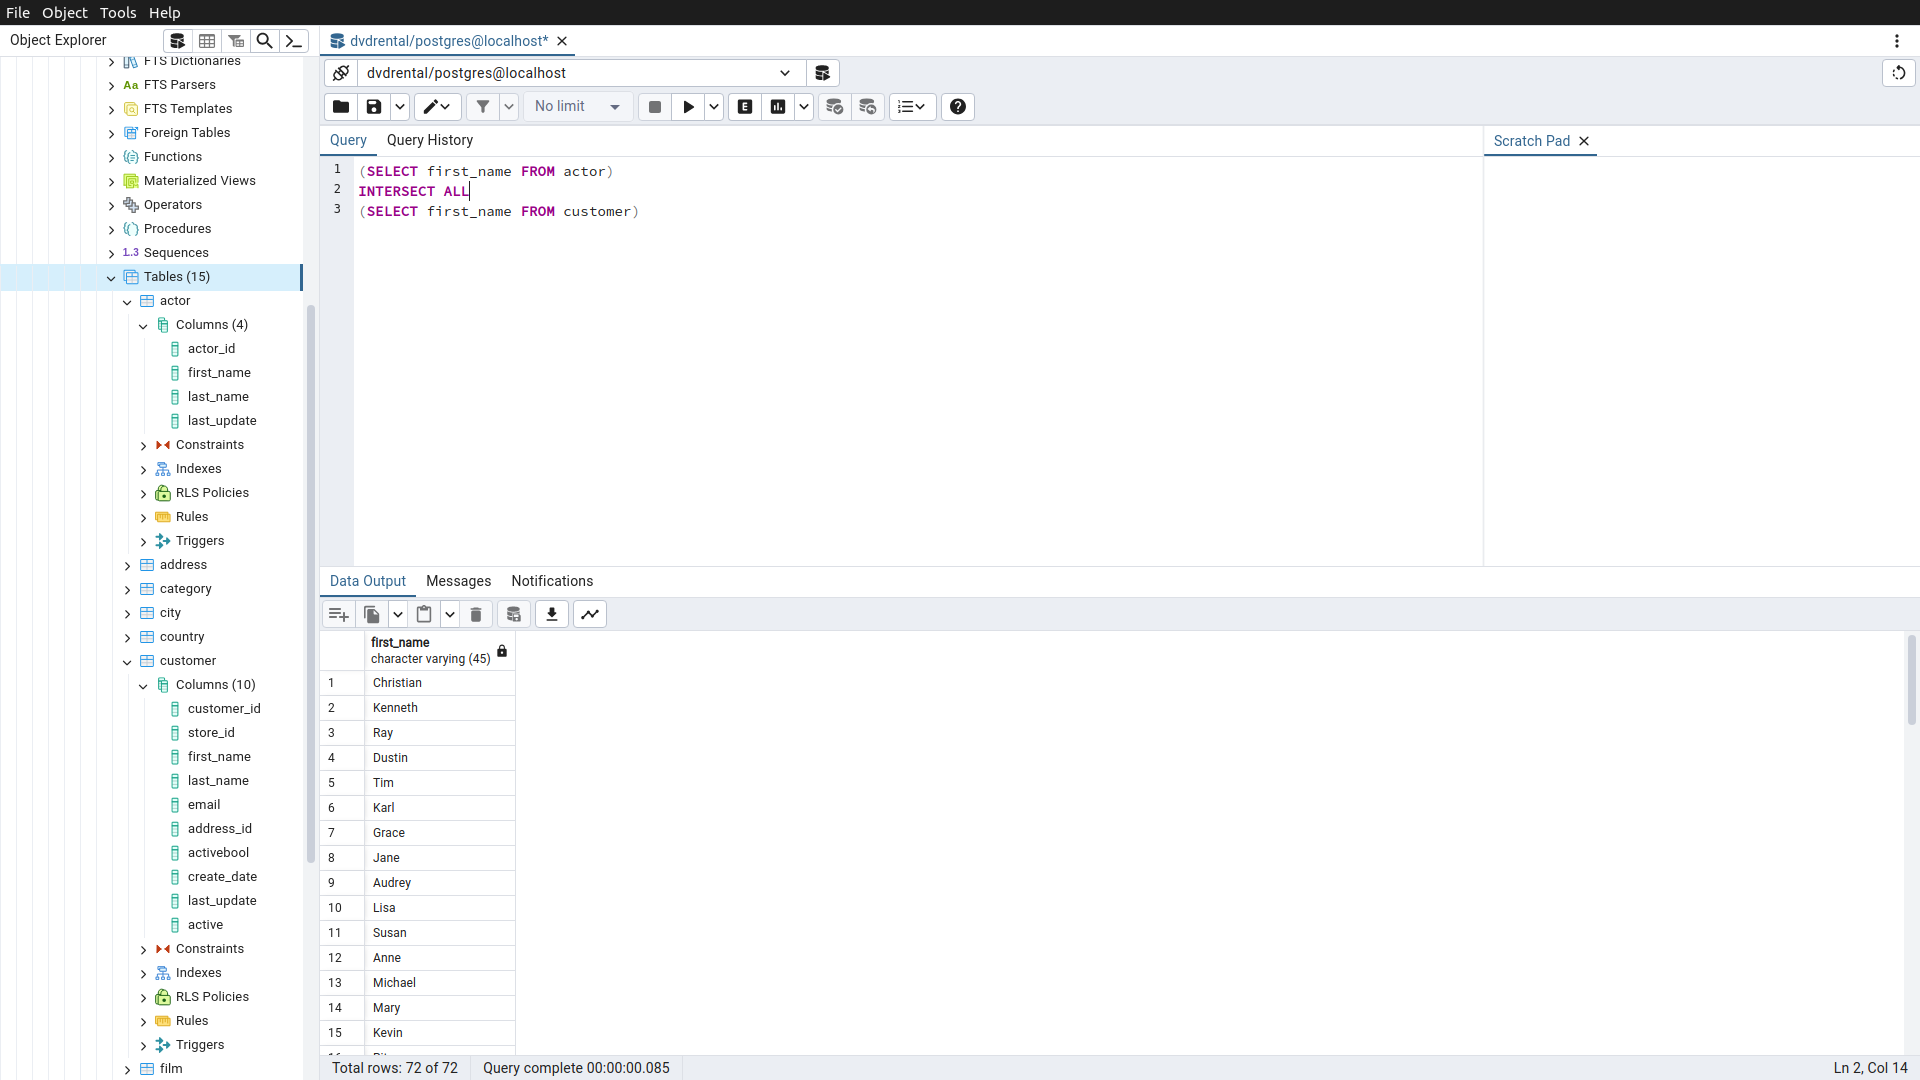 File Object Tools Help
Object Explorer
dvdrental/postgres@localhost*
FTS Dictionaries
FTS Parsers
FTS Templates
Foreign Tables
Functions
Materialized Views
Operators
Procedures
1..3 Sequences
Tables (15)
actor
Columns (4)
actor_id
first_name
last_name
last_update
Constraints
Indexes
RLS Policies
Rules
Triggers
address
category
city
country
customer
Columns (10)
customer_id
store_id
first_name
last_name
email
address_id
activebool
create_date
last_update
active
Constraints
Indexes
RLS Policies
Rules
Triggers
film
dvdrental/postgres@localhost
No limit
E
Query Query History
1 (SELECT first_name FROM actor)
2 INTERSECT ALL
3 (SELECT first_name FROM customer)
Scratch Pad
Data Output Messages Notifications
first_name
character varying (45)
1 Christian
2 Kenneth
3 Ray
4 Dustin
5 Tim
6 Karl
7 Grace
8 Jane
9 Audrey
10 Lisa
11 Susan
12 Anne
13 Michael
14 Mary
15 Kevin
Total rows: 72 of 72 Query complete 00:00:00.085 Ln 2, Col 14